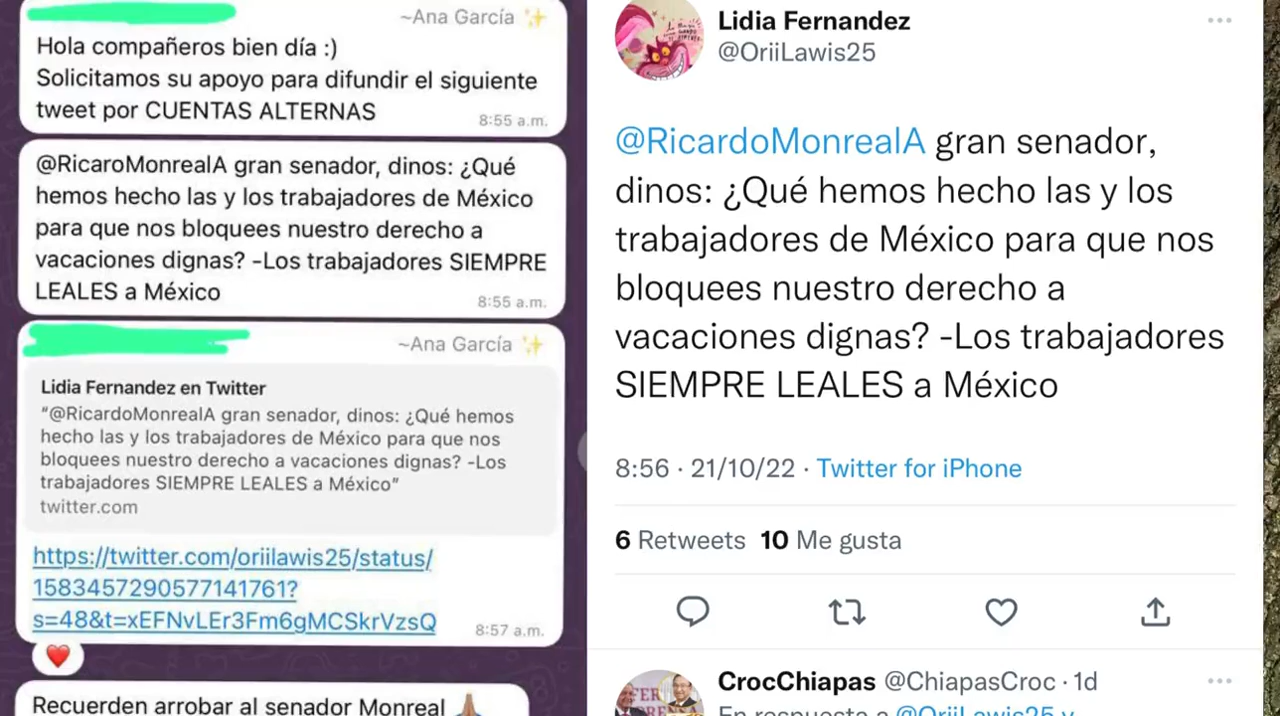 ~Ana García ✨
Hola compañeros bien día :)
Solicitamos su apoyo para difundir el siguiente
tweet por CUENTAS ALTERNAS
8:55 a.m.
@RicaroMonrealA gran senador, dinos: ¿Qué
hemos hecho las y los trabajadores de México
para que nos bloquees nuestro derecho a
vacaciones dignas? -Los trabajadores SIEMPRE
LEALES a México
8:55 a.m.
~Ana García ✨
Lidia Fernandez en Twitter
"@RicardoMonrealA gran senador, dinos: ¿Qué hemos
hecho las y los trabajadores de México para que nos
bloquees nuestro derecho a vacaciones dignas? -Los
trabajadores SIEMPRE LEALES a México"
twitter.com
https://twitter.com/oriilawis25/status/
1583457290577141761?
s=48&t=xEFNvLEr3Fm6gMCSkrVzsQ
8:57 a.m.
Recuerden arrobar al senador Monreal
Lidia Fernandez
@OriiLawis25
@RicardoMonrealA gran senador,
dinos: ¿Qué hemos hecho las y los
trabajadores de México para que nos
bloquees nuestro derecho a
vacaciones dignas? -Los trabajadores
SIEMPRE LEALES a México
8:56 · 21/10/22 · Twitter for iPhone
6 Retweets 10 Me gusta
CrocChiapas @ChiapasCroc · 1d
En respuesta a @OriiLawis25 y